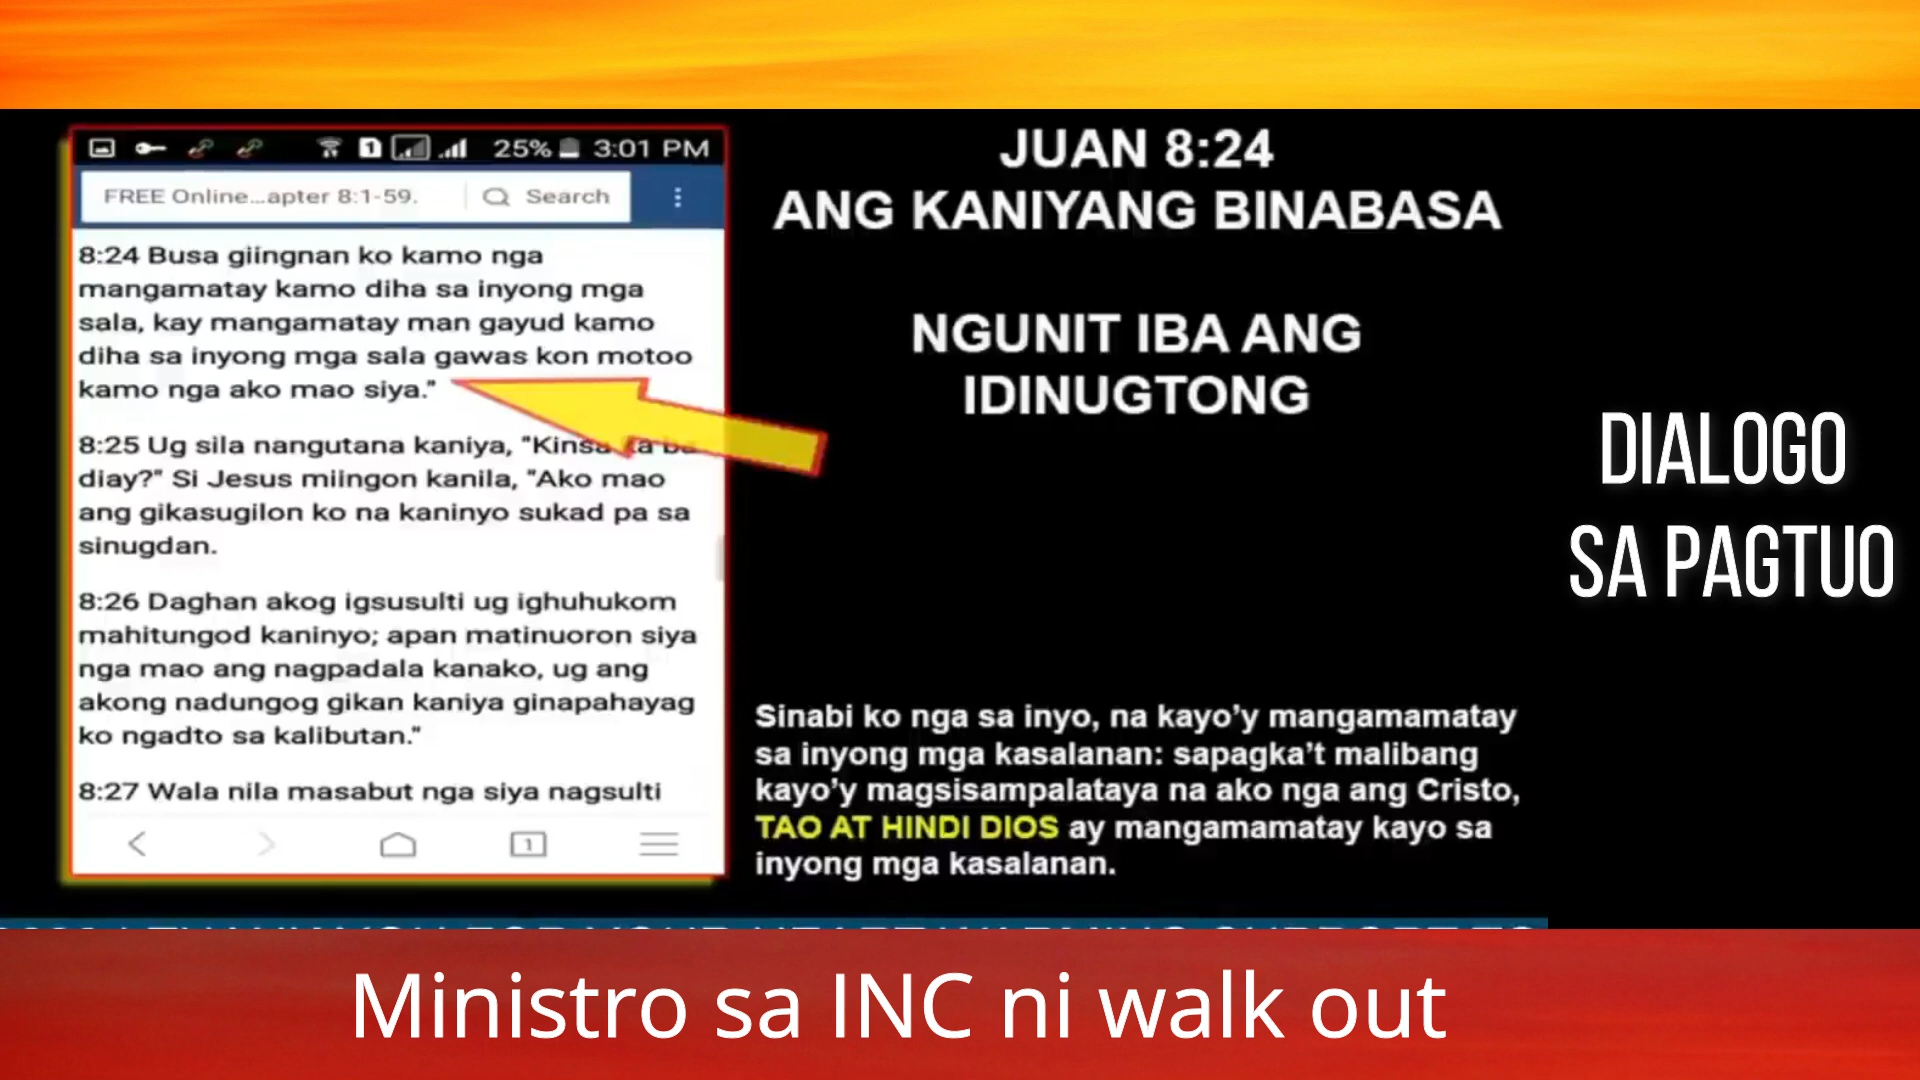 25% 3:01 PM
FREE Online...apter 8:1-59. Search
8:24 Busa giingnan ko kamo nga
mangamatay kamo diha sa inyong mga
sala, kay mangamatay man gayud kamo
diha sa inyong mga sala gawas kon motoo
kamo nga ako mao siya."
8:25 Ug sila nangutana kaniya, "Kinsa ka ba
diay?" Si Jesus miingon kanila, "Ako mao
ang gikasugilon ko na kaninyo sukad pa sa
sinugdan.
8:26 Daghan akog igsusulti ug ighuhukom
mahitungod kaninyo; apan matinuoron siya
nga mao ang nagpadala kanako, ug ang
akong nadungog gikan kaniya ginapahayag
ko ngadto sa kalibutan."
8:27 Wala nila masabut nga siya nagsulti
1
JUAN 8:24
ANG KANIYANG BINABASA
NGUNIT IBA ANG
IDINUGTONG
Sinabi ko nga sa inyo, na kayo'y mangamamatay
sa inyong mga kasalanan: sapagka't malibang
kayo'y magsisampalataya na ako nga ang Cristo,
TAO AT HINDI DIOS ay mangamamatay kayo sa
inyong mga kasalanan.
DIALOGO
SA PAGTUO
Ministro sa INC ni walk out